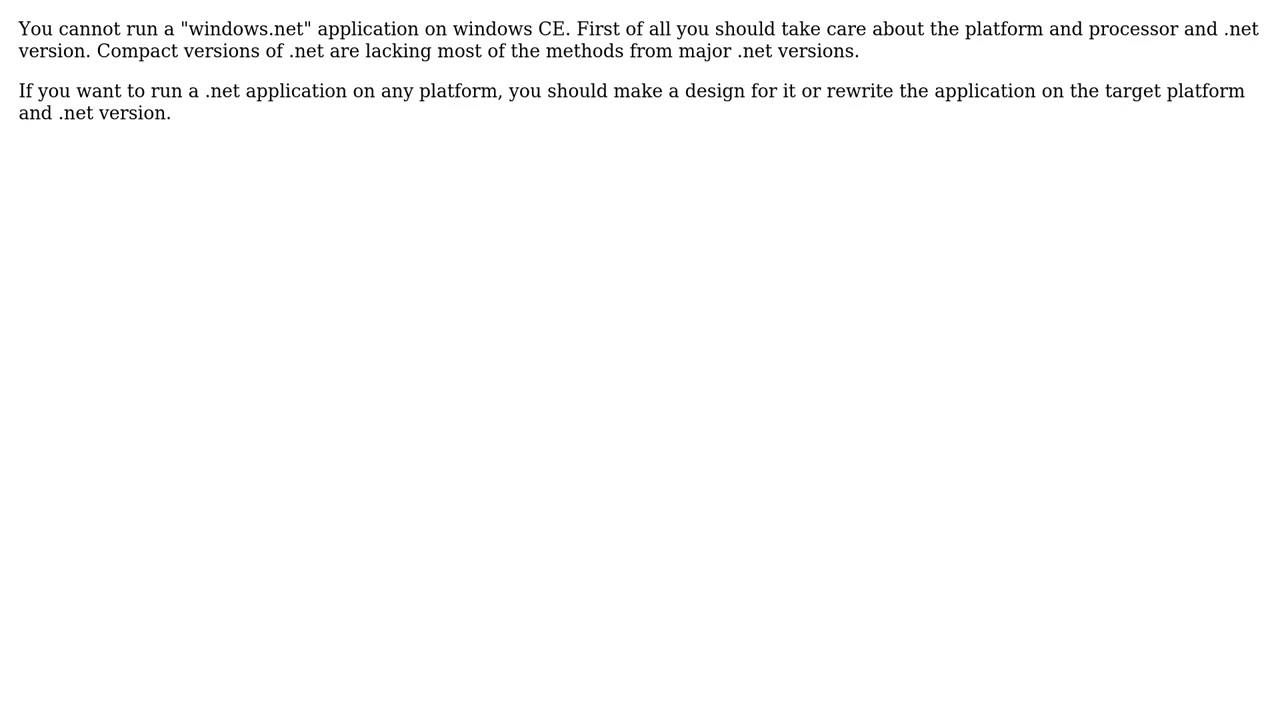 You cannot run a "windows.net" application on windows CE. First of all you should take care about the platform and processor and .net
version. Compact versions of .net are lacking most of the methods from major .net versions.
If you want to run a .net application on any platform, you should make a design for it or rewrite the application on the target platform
and .net version.